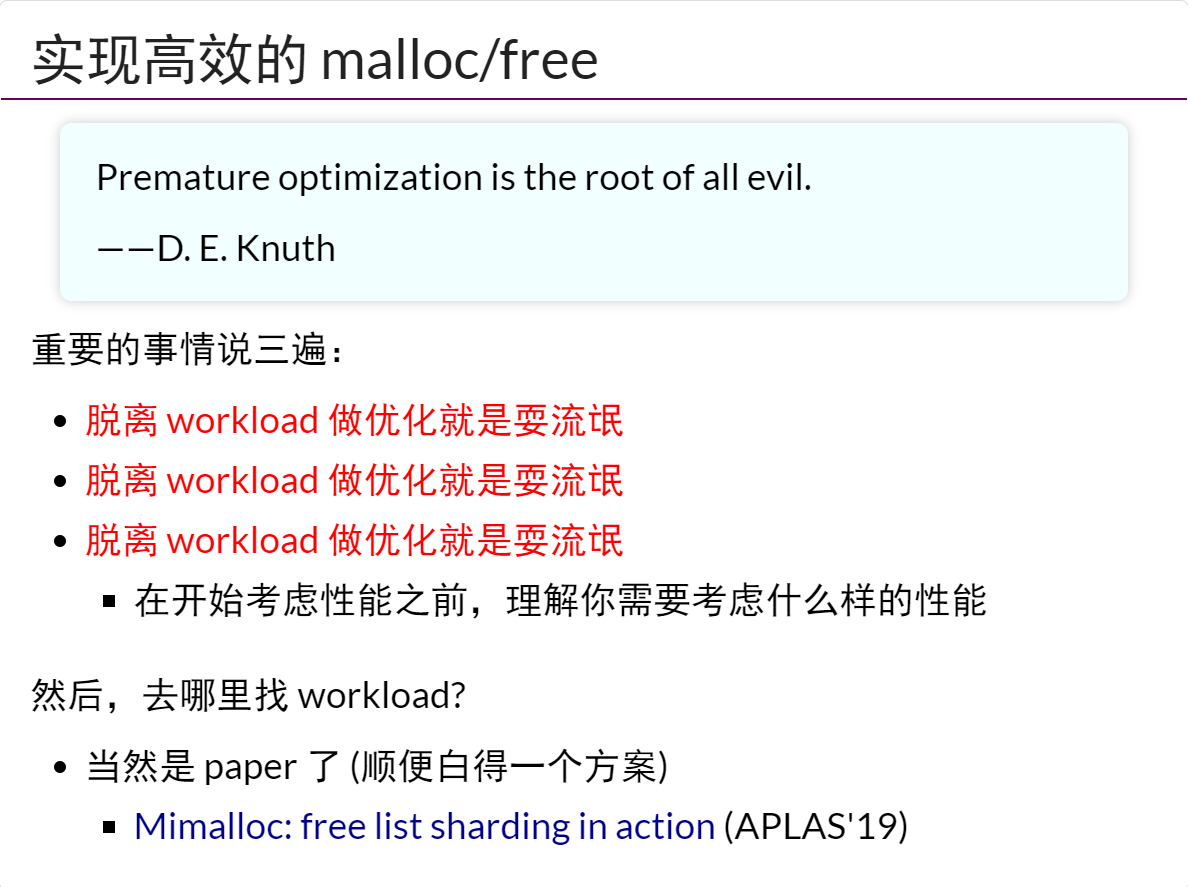 实现高效的 malloc/free
Premature optimization is the root of all evil.
——D. E. Knuth
重要的事情说三遍：
脱离 workload 做优化就是耍流氓
脱离 workload 做优化就是耍流氓
脱离 workload 做优化就是耍流氓
在开始考虑性能之前，理解你需要考虑什么样的性能
然后，去哪里找 workload?
当然是 paper 了 (顺便白得一个方案)
Mimalloc: free list sharding in action (APLAS'19)